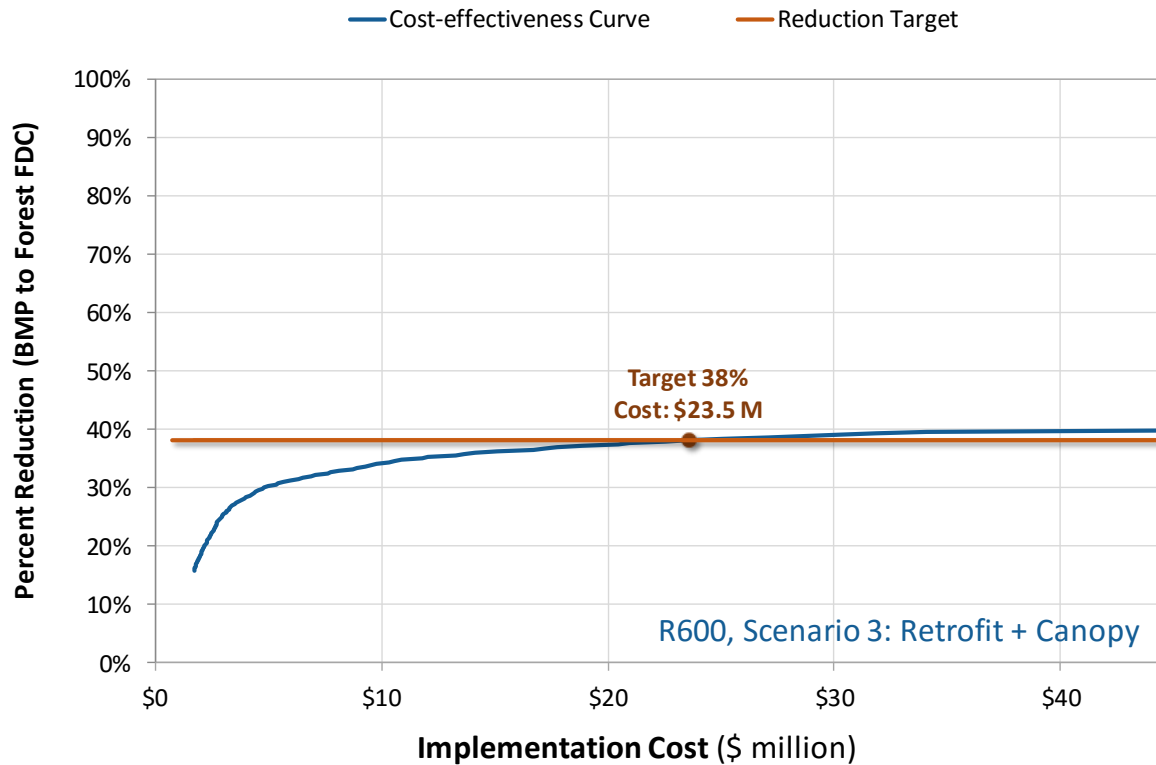 Cost-effectiveness Curve
Reduction Target
Percent Reduction (BMP to Forest FDC)
100%
90%
80%
70%
60%
50%
40%
30%
20%
10%
0%
Target 38%
Cost: $23.5 M
R600, Scenario 3: Retrofit + Canopy
$0
$10
$20
$30
$40
Implementation Cost ($ million)